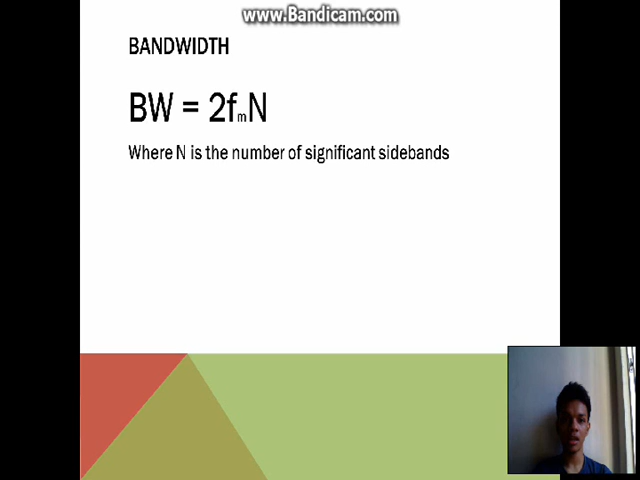 www.Bandicam.com
BANDWIDTH
BW = 2fmN
Where N is the number of significant sidebands